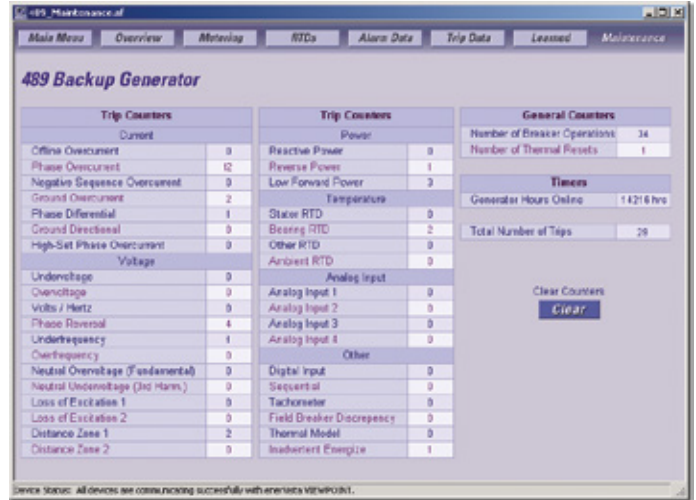 489_Maintenance.af
Main Menu Overview Metering RTDs Alarm Data Trip Data Learned Maintenance
489 Backup Generator
Trip Counters
Current
Offline Overcurrent 0
Phase Overcurrent 12
Negative Sequence Overcurrent 0
Ground Overcurrent 2
Phase Differential 1
Ground Directional 0
High-Set Phase Overcurrent 0
Voltage
Undervoltage 0
Overvoltage 0
Volts / Hertz 0
Phase Reversal 4
Underfrequency 1
Overfrequency 0
Neutral Overvoltage (Fundamental) 0
Neutral Undervoltage (3rd Harm.) 0
Loss of Excitation 1 0
Loss of Excitation 2 0
Distance Zone 1 2
Distance Zone 2 0
Trip Counters
Power
Reactive Power 0
Reverse Power 1
Low Forward Power 3
Temperature
Stator RTD 0
Bearing RTD 2
Other RTD 0
Ambient RTD 0
Analog Input
Analog Input 1 0
Analog Input 2 0
Analog Input 3 0
Analog Input 4 0
Other
Digital Input 0
Sequential 0
Tachometer 0
Field Breaker Discrepency 0
Thermal Model 0
Inadvertent Energize 1
General Counters
Number of Breaker Operations 34
Number of Thermal Resets 1
Timers
Generator Hours Online 14216 hrs
Total Number of Trips 29
Clear Counters
Clear
Device Status: All devices are communicating successfully with enerVista VIEWPOINT.